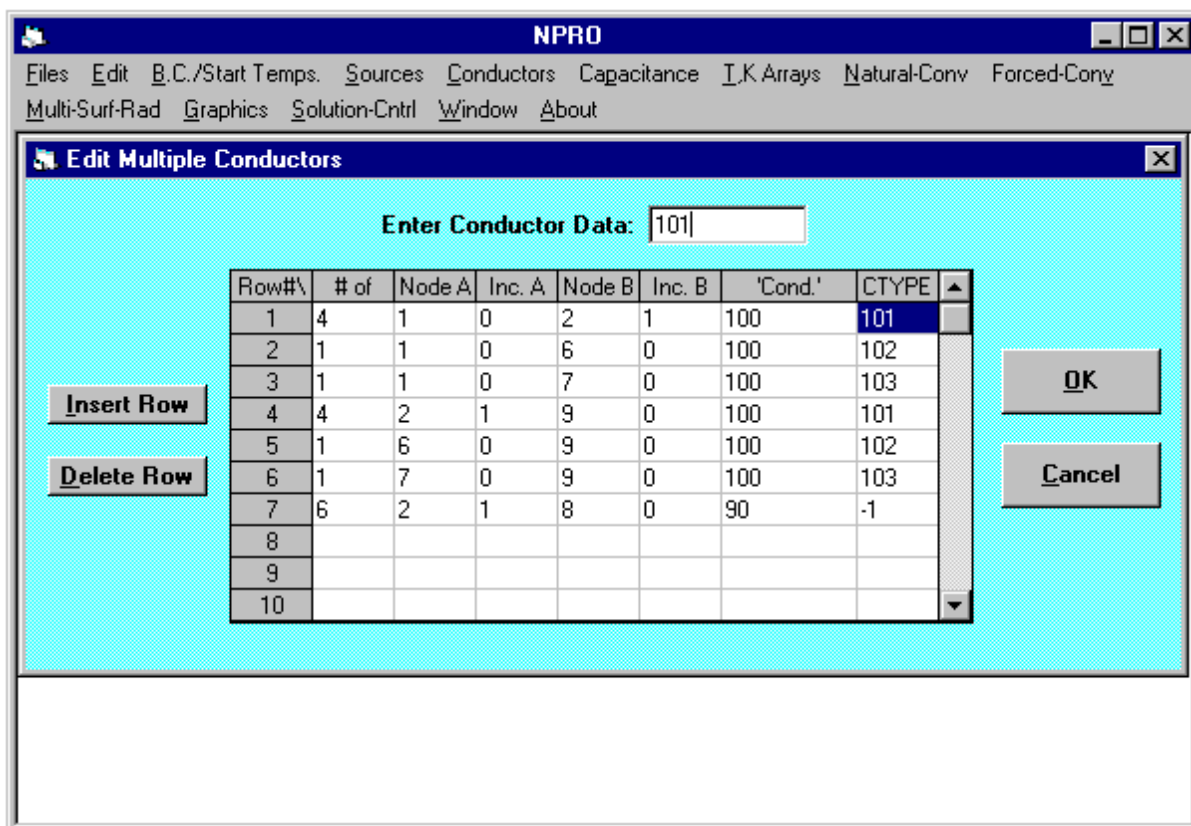 NPRO
Files Edit B.C./Start Temps. Sources Conductors Capacitance T,K Arrays Natural-Conv Forced-Conv
Multi-Surf-Rad Graphics Solution-Cntrl Window About
Edit Multiple Conductors
Enter Conductor Data: 101
Row#\ # of Node A Inc. A Node B Inc. B 'Cond.' CTYPE
1 4 1 0 2 1 100 101
2 1 1 0 6 0 100 102
3 1 1 0 7 0 100 103
4 4 2 1 9 0 100 101
5 1 6 0 9 0 100 102
6 1 7 0 9 0 100 103
7 6 2 1 8 0 90 -1
8
9
10
Insert Row
Delete Row
OK
Cancel